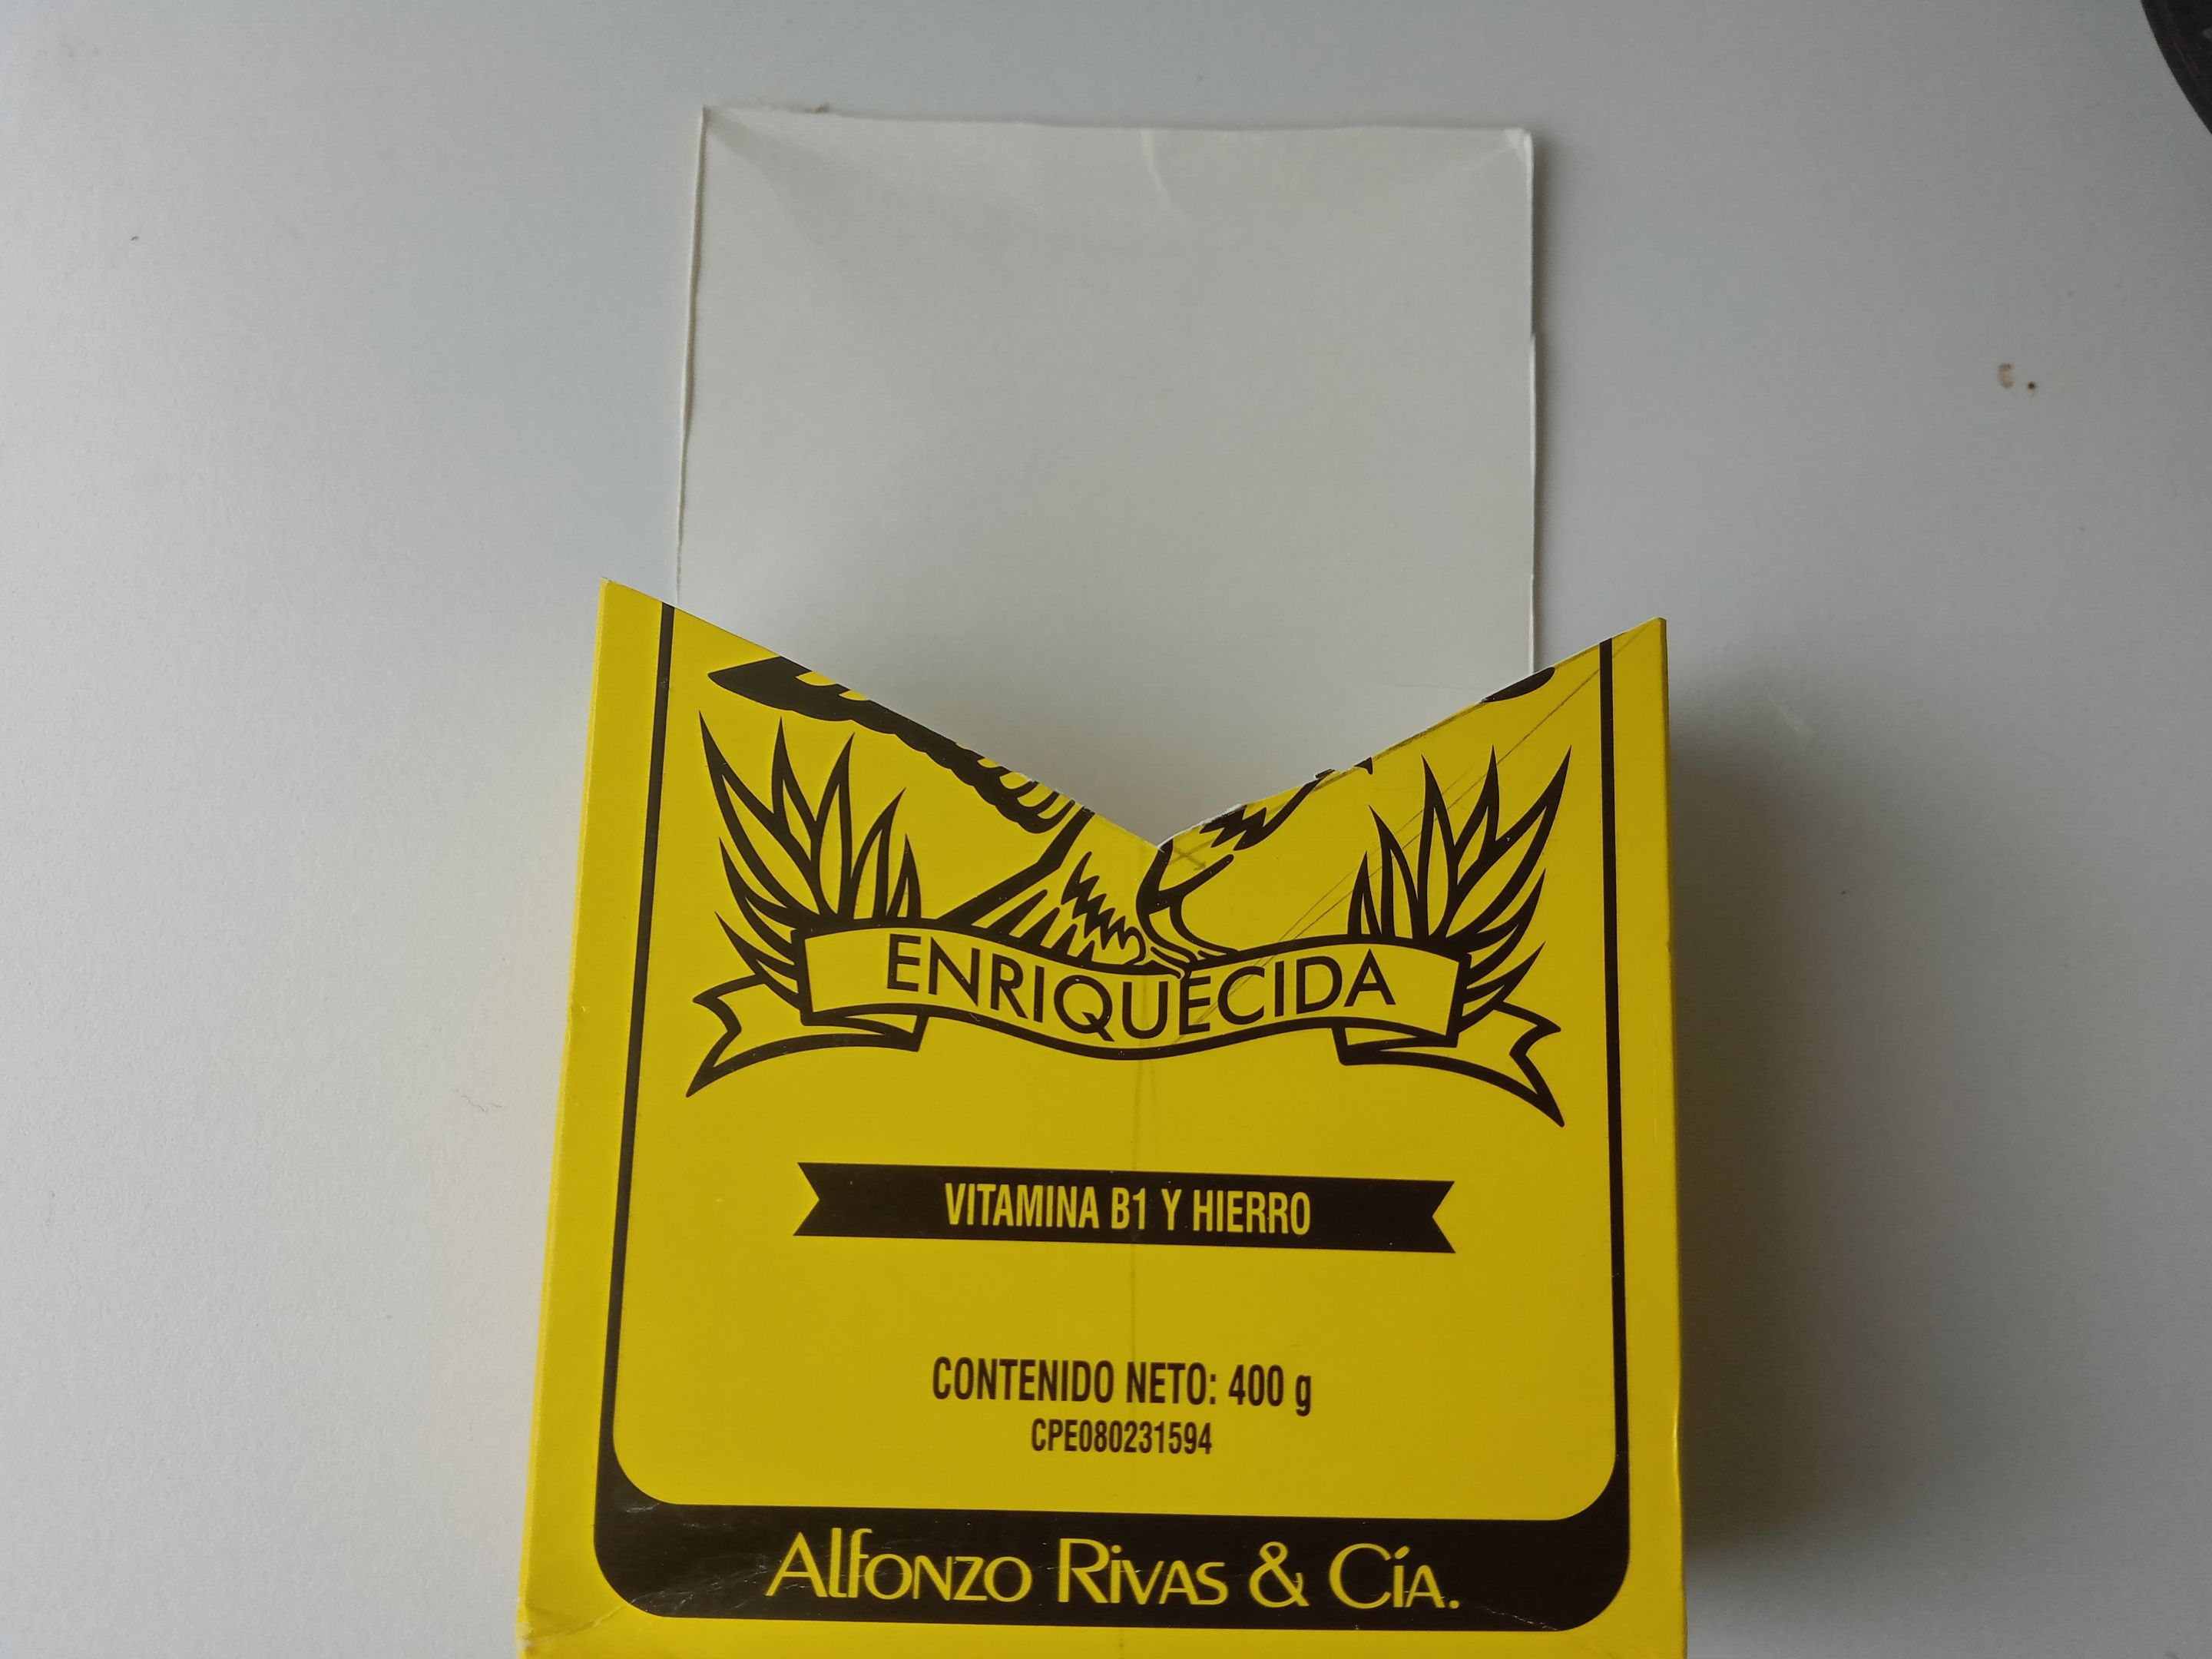 ENRIQUECIDA
VITAMINA B1 Y HIERRO
CONTENIDO NETO: 400 g
CPE080231594
Alfonzo Rivas & Cía.